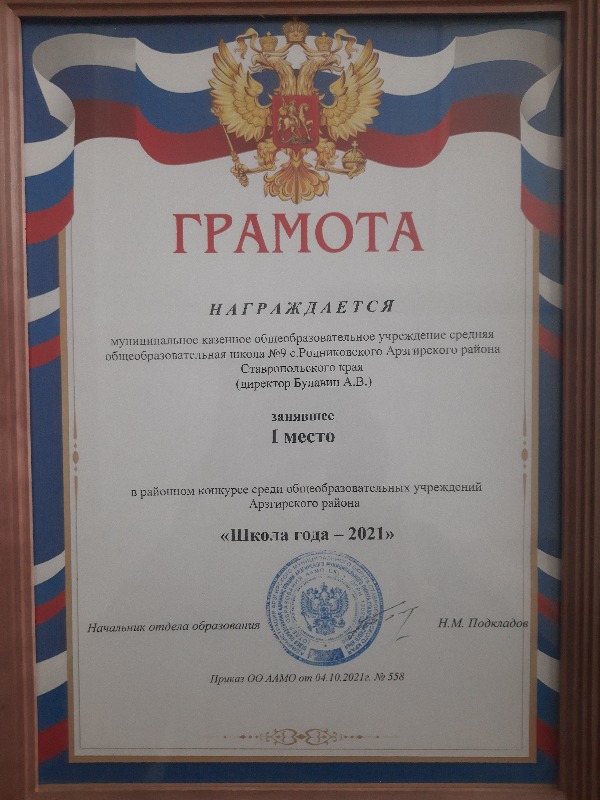 ГРАМОТА
НАГРАЖДАЕТСЯ
муниципальное казенное общеобразовательное учреждение средняя
общеобразовательная школа №9 с.Родниковского Арзгирского района
Ставропольского края
(директор Булавин А.В.)
занявшее
I место
в районном конкурсе среди общеобразовательных учреждений
Арзгирского района
«Школа года – 2021»
Начальник отдела образования
Н.М. Подкладов
Приказ ОО ААМО от 04.10.2021г. № 558